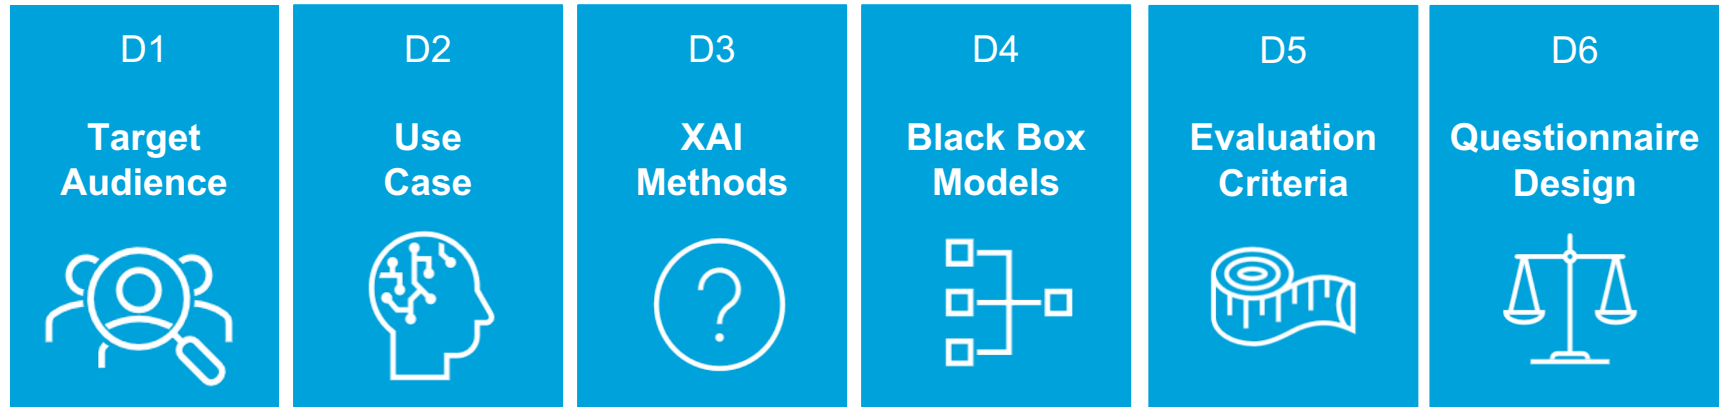 D1
Target
Audience
D2
Use
Case
D3
XAI
Methods
D4
Black Box
Models
D5
Evaluation
Criteria
D6
Questionnaire
Design